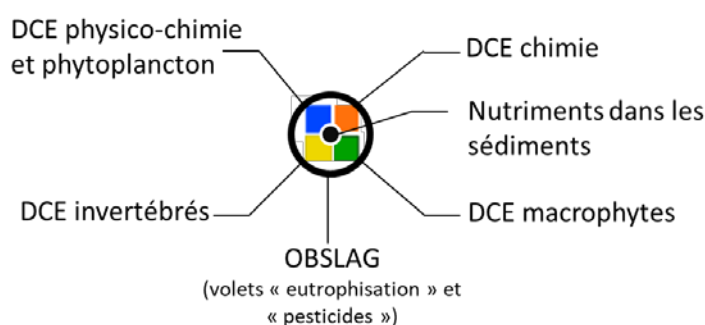 DCE physico-chimie
et phytoplancton
DCE chimie
Nutriments dans les
sédiments
DCE invertébrés
DCE macrophytes
OBSLAG
(volets « eutrophisation » et
« pesticides »)